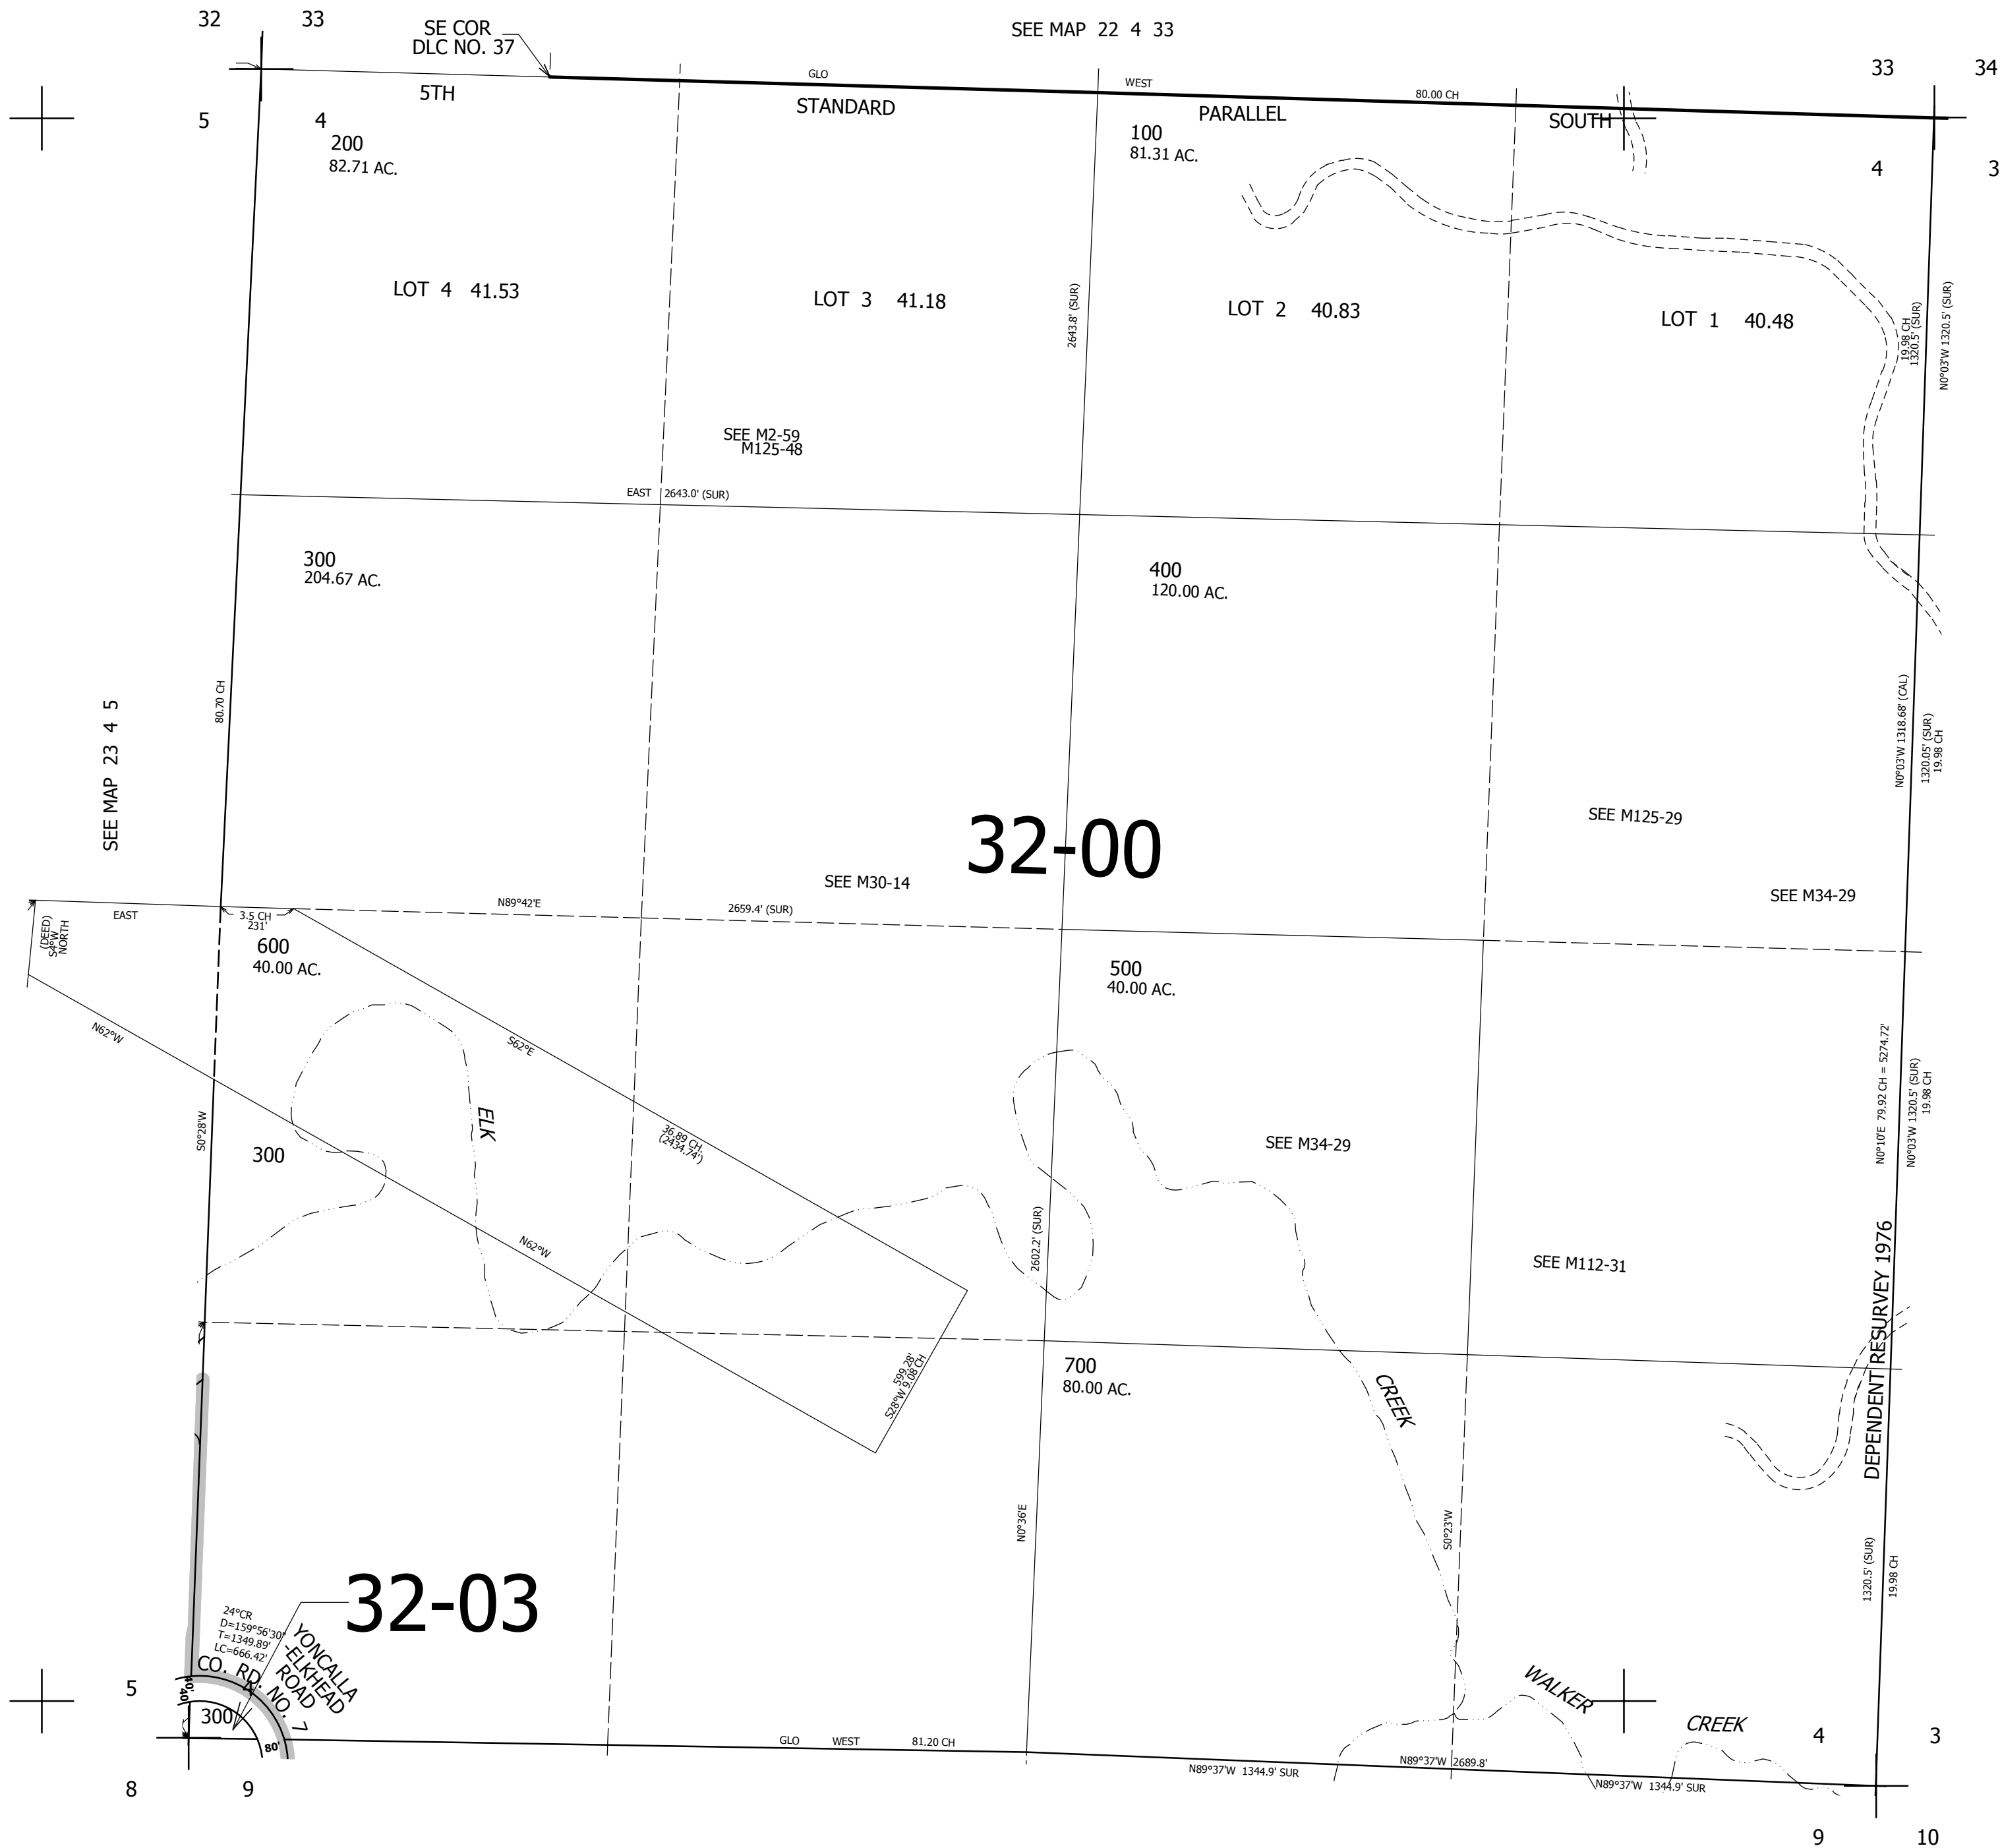 32 33
SE COR
DLC NO. 37
SEE MAP 22 4 33
33 34
GLO
WEST
80.00 CH
5TH
STANDARD
PARALLEL
SOUTH
5 4
4 3
200
82.71 AC.
100
81.31 AC.
LOT 4 41.53
LOT 3 41.18
LOT 2 40.83
LOT 1 40.48
2643.8' (SUR)
19.98 CH
1320.5' (SUR)
N0°03'W 1320.5' (SUR)
SEE M2-59
M125-48
EAST 2643.0' (SUR)
300
204.67 AC.
400
120.00 AC.
80.70 CH
SEE MAP 23 4 5
N0°03'W 1318.68' (CAL)
1320.05' (SUR)
19.98 CH
32-00
SEE M125-29
SEE M30-14
SEE M34-29
EAST
3.5 CH
231'
N89°42'E
2659.4' (SUR)
(DEED)
S4°W
NORTH
600
40.00 AC.
500
40.00 AC.
N62°W
S62°E
N0°10'E 79.92 CH = 5274.72'
N0°03'W 1320.5' (SUR)
19.98 CH
S0°28'W
ELK
36.89 CH.
(2434.74')
300
SEE M34-29
N62°W
2602.2' (SUR)
SEE M112-31
DEPENDENT RESURVEY 1976
599.28'
S28°W 9.08 CH
700
80.00 AC.
CREEK
N0°36'E
S0°23'W
1320.5' (SUR)
19.98 CH
32-03
24°CR
D=159°56'30"
T=1349.89'
LC=666.42'
YONCALLA
-ELKHEAD
ROAD
CO. RD. NO. 7
40'
40'
5 4
300
80'
WALKER
CREEK
4 3
GLO WEST 81.20 CH
N89°37'W 2689.8'
N89°37'W 1344.9' SUR
N89°37'W 1344.9' SUR
8 9
9 10